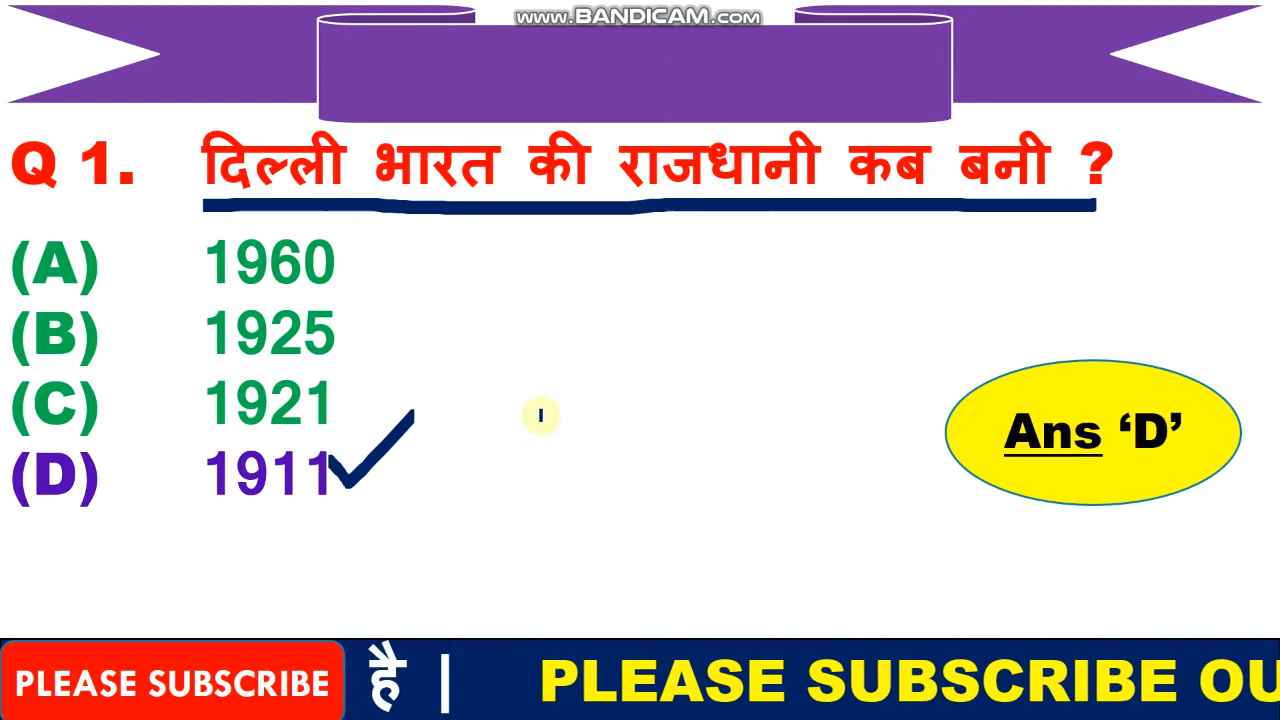 www.BANDICAM.com
Q 1. दिल्ली भारत की राजधानी कब बनी ?
(A) 1960
(B) 1925
(C) 1921
(D) 1911
Ans ‘D’
PLEASE SUBSCRIBE है | PLEASE SUBSCRIBE OU